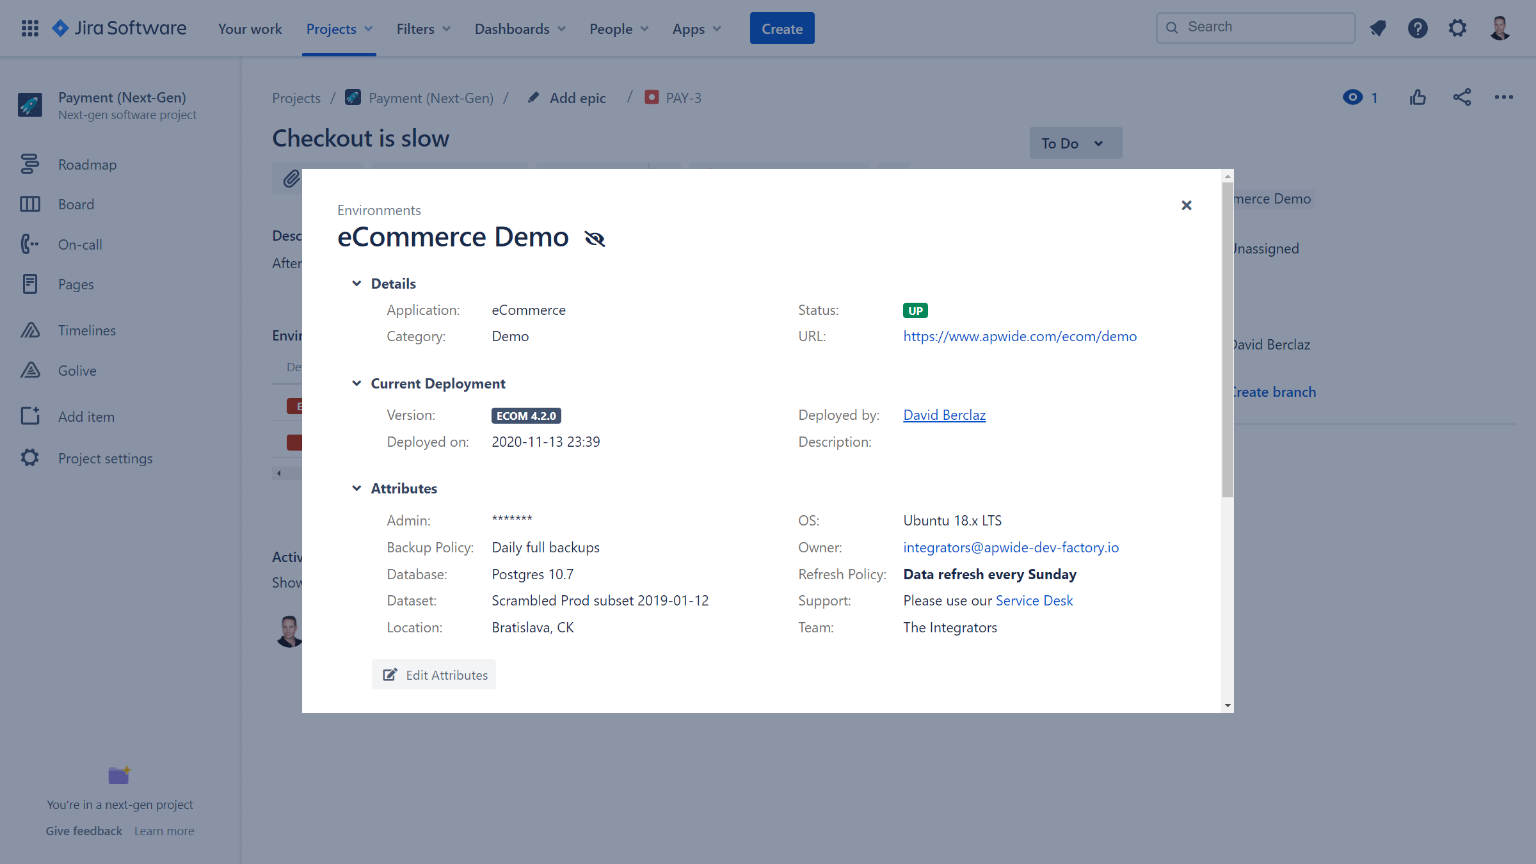 Jira Software Your work Projects Filters Dashboards People Apps Create Search
Payment (Next-Gen)
Next-gen software project
Roadmap
Board
On-call
Pages
Timelines
Golive
Add item
Project settings
You're in a next-gen project
Give feedback Learn more
Projects / Payment (Next-Gen) / Add epic / PAY-3
1
Checkout is slow
To Do
Desc
After
Envir
De
E
Activ
Show
merce Demo
Unassigned
David Berclaz
Create branch
Environments
eCommerce Demo
Details
Application: eCommerce Status: UP
Category: Demo URL: https://www.apwide.com/ecom/demo
Current Deployment
Version: ECOM 4.2.0 Deployed by: David Berclaz
Deployed on: 2020-11-13 23:39 Description:
Attributes
Admin: ******* OS: Ubuntu 18.x LTS
Backup Policy: Daily full backups Owner: integrators@apwide-dev-factory.io
Database: Postgres 10.7 Refresh Policy: Data refresh every Sunday
Dataset: Scrambled Prod subset 2019-01-12 Support: Please use our Service Desk
Location: Bratislava, CK Team: The Integrators
Edit Attributes